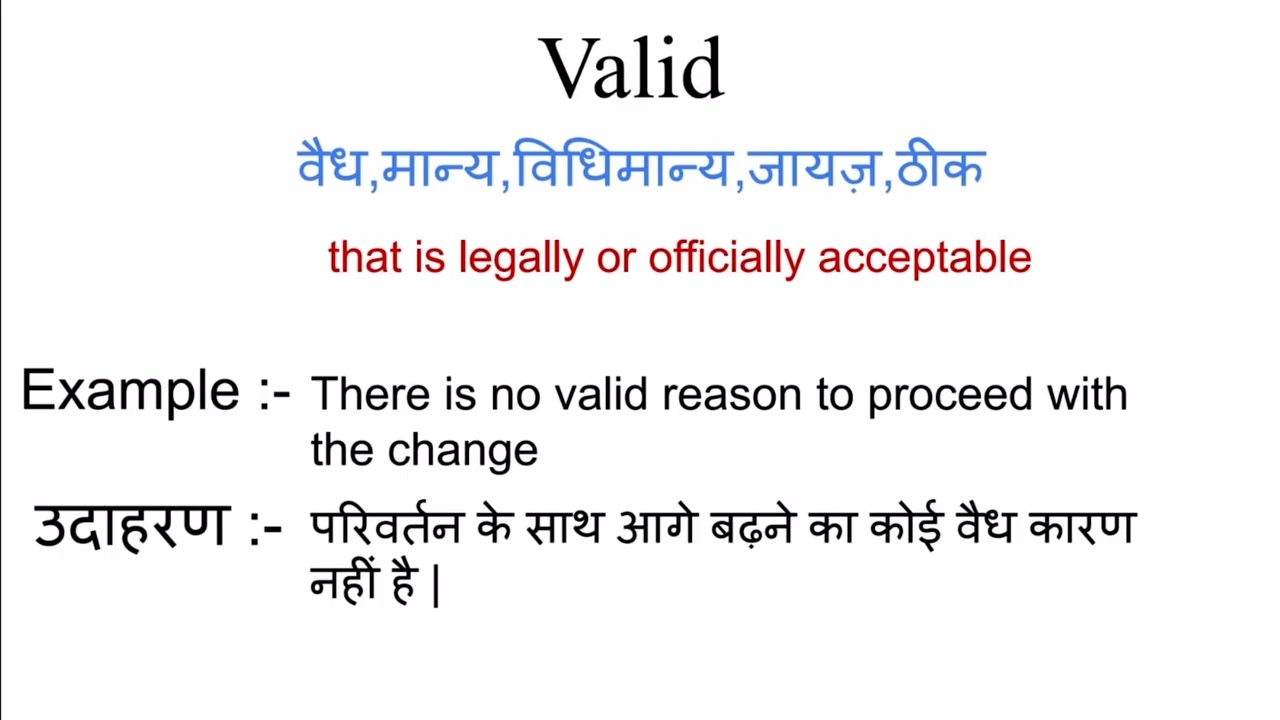 Valid
वैध,मान्य,विधिमान्य,जायज़,ठीक
that is legally or officially acceptable
Example :- There is no valid reason to proceed with
the change
उदाहरण :- परिवर्तन के साथ आगे बढ़ने का कोई वैध कारण
नहीं है |